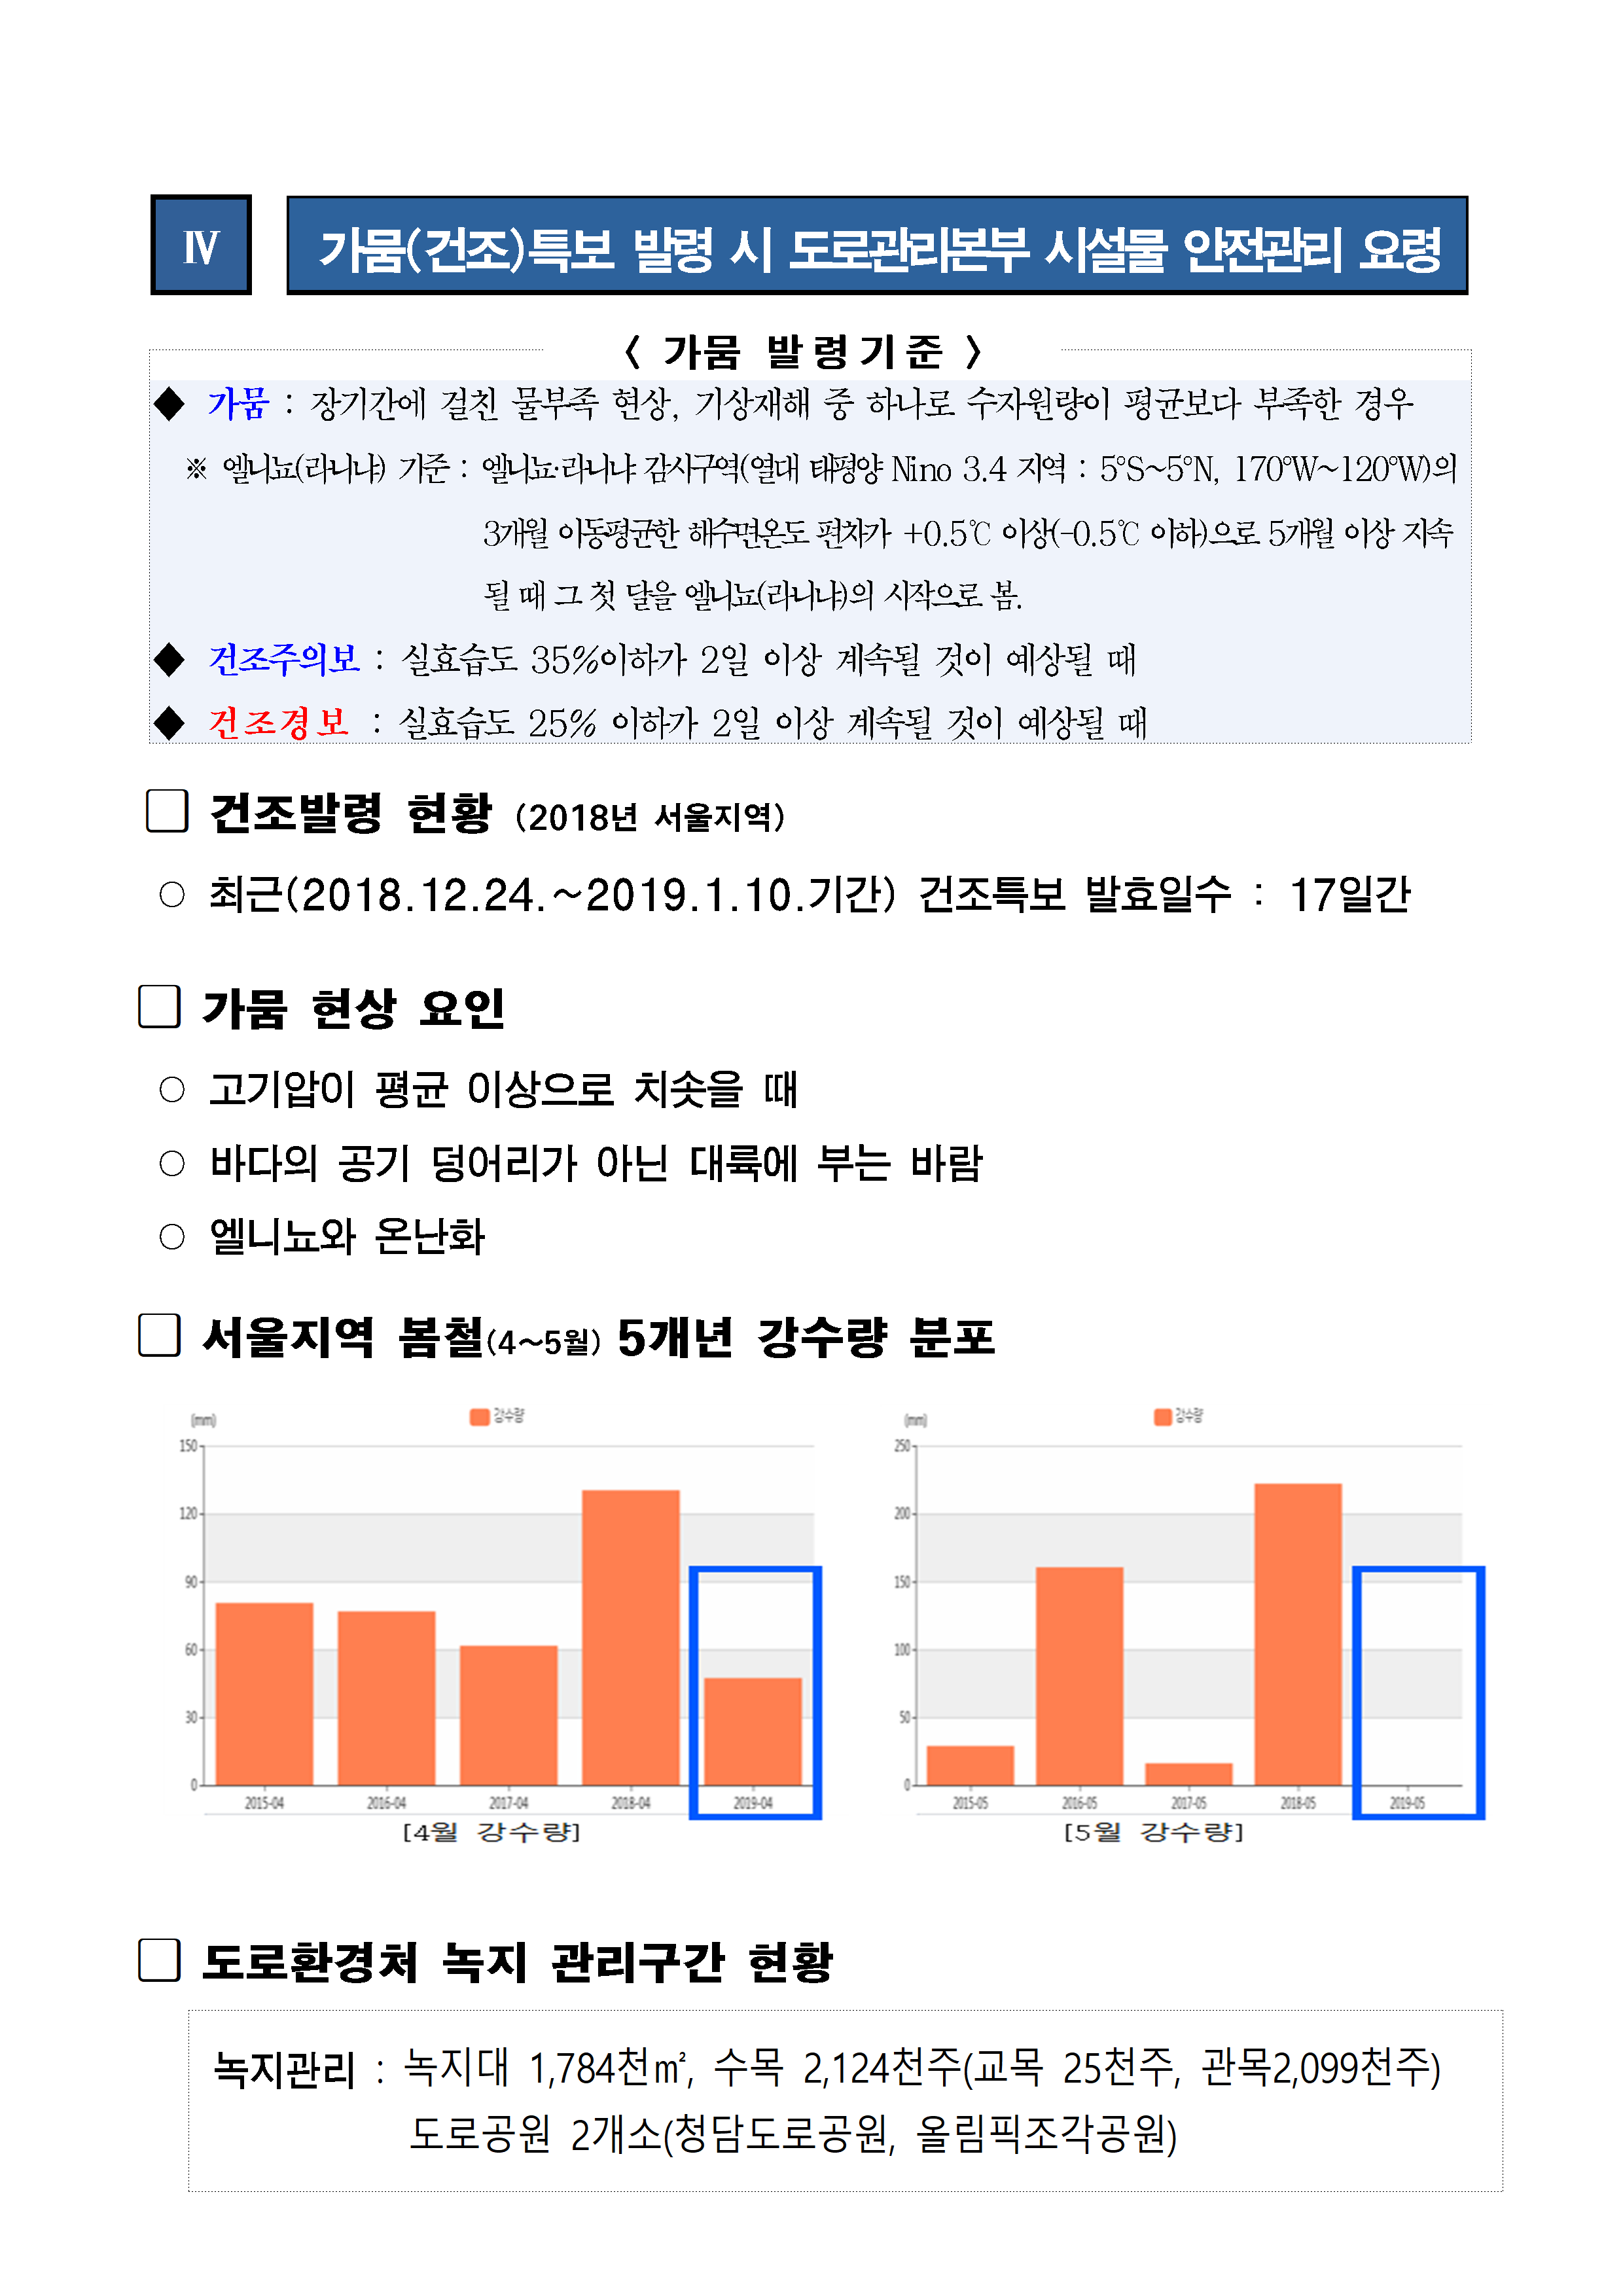 Ⅳ
가뭄(건조)특보 발령 시 도로관리본부 시설물 안전관리 요령
< 가뭄 발령기준 >
◆ 가뭄 : 장기간에 걸친 물부족 현상, 기상재해 중 하나로 수자원량이 평균보다 부족한 경우
※ 엘니뇨(라니냐) 기준 : 엘니뇨·라니냐 감시구역(열대 태평양 Nino 3.4 지역 : 5°S~5°N, 170°W~120°W)의
3개월 이동평균한 해수면온도 편차가 +0.5℃ 이상(-0.5℃ 이하)으로 5개월 이상 지속
될 때 그 첫 달을 엘니뇨(라니냐)의 시작으로 봄.
◆ 건조주의보 : 실효습도 35%이하가 2일 이상 계속될 것이 예상될 때
◆ 건조경보 : 실효습도 25% 이하가 2일 이상 계속될 것이 예상될 때
□ 건조발령 현황 (2018년 서울지역)
○ 최근(2018.12.24.~2019.1.10.기간) 건조특보 발효일수 : 17일간
□ 가뭄 현상 요인
○ 고기압이 평균 이상으로 치솟을 때
○ 바다의 공기 덩어리가 아닌 대륙에 부는 바람
○ 엘니뇨와 온난화
□ 서울지역 봄철(4~5월) 5개년 강수량 분포
(mm)
강수량
150
120
90
60
30
0
2015-04 2016-04 2017-04 2018-04 2019-04
[4월 강수량]
(mm)
강수량
250
200
150
100
50
0
2015-05 2016-05 2017-05 2018-05 2019-05
[5월 강수량]
□ 도로환경처 녹지 관리구간 현황
녹지관리 : 녹지대 1,784천㎡, 수목 2,124천주(교목 25천주, 관목2,099천주)
도로공원 2개소(청담도로공원, 올림픽조각공원)